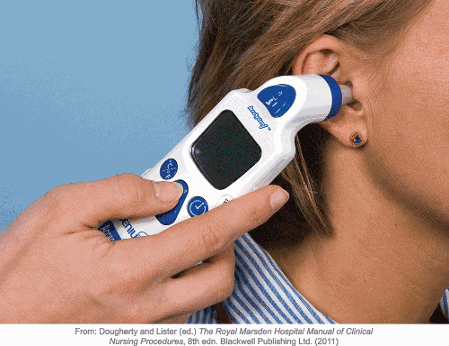 From: Dougherty and Lister (ed.) The Royal Marsden Hospital Manual of Clinical
Nursing Procedures, 8th edn. Blackwell Publishing Ltd. (2011)